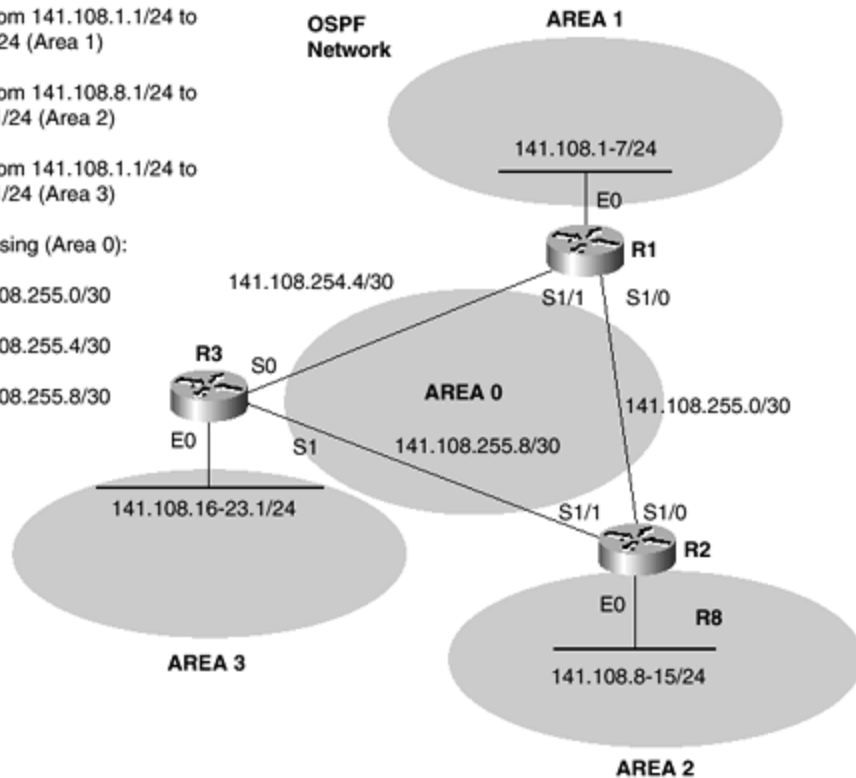 om 141.108.1.1/24 to
24 (Area 1)
om 141.108.8.1/24 to
/24 (Area 2)
om 141.108.1.1/24 to
/24 (Area 3)
sing (Area 0):
08.255.0/30
08.255.4/30
08.255.8/30
OSPF
Network
AREA 1
141.108.1-7/24
E0
R1
141.108.254.4/30
S1/1 S1/0
R3
S0
AREA 0
141.108.255.0/30
E0
S1
141.108.255.8/30
141.108.16-23.1/24
S1/1 S1/0
R2
AREA 3
E0
R8
141.108.8-15/24
AREA 2